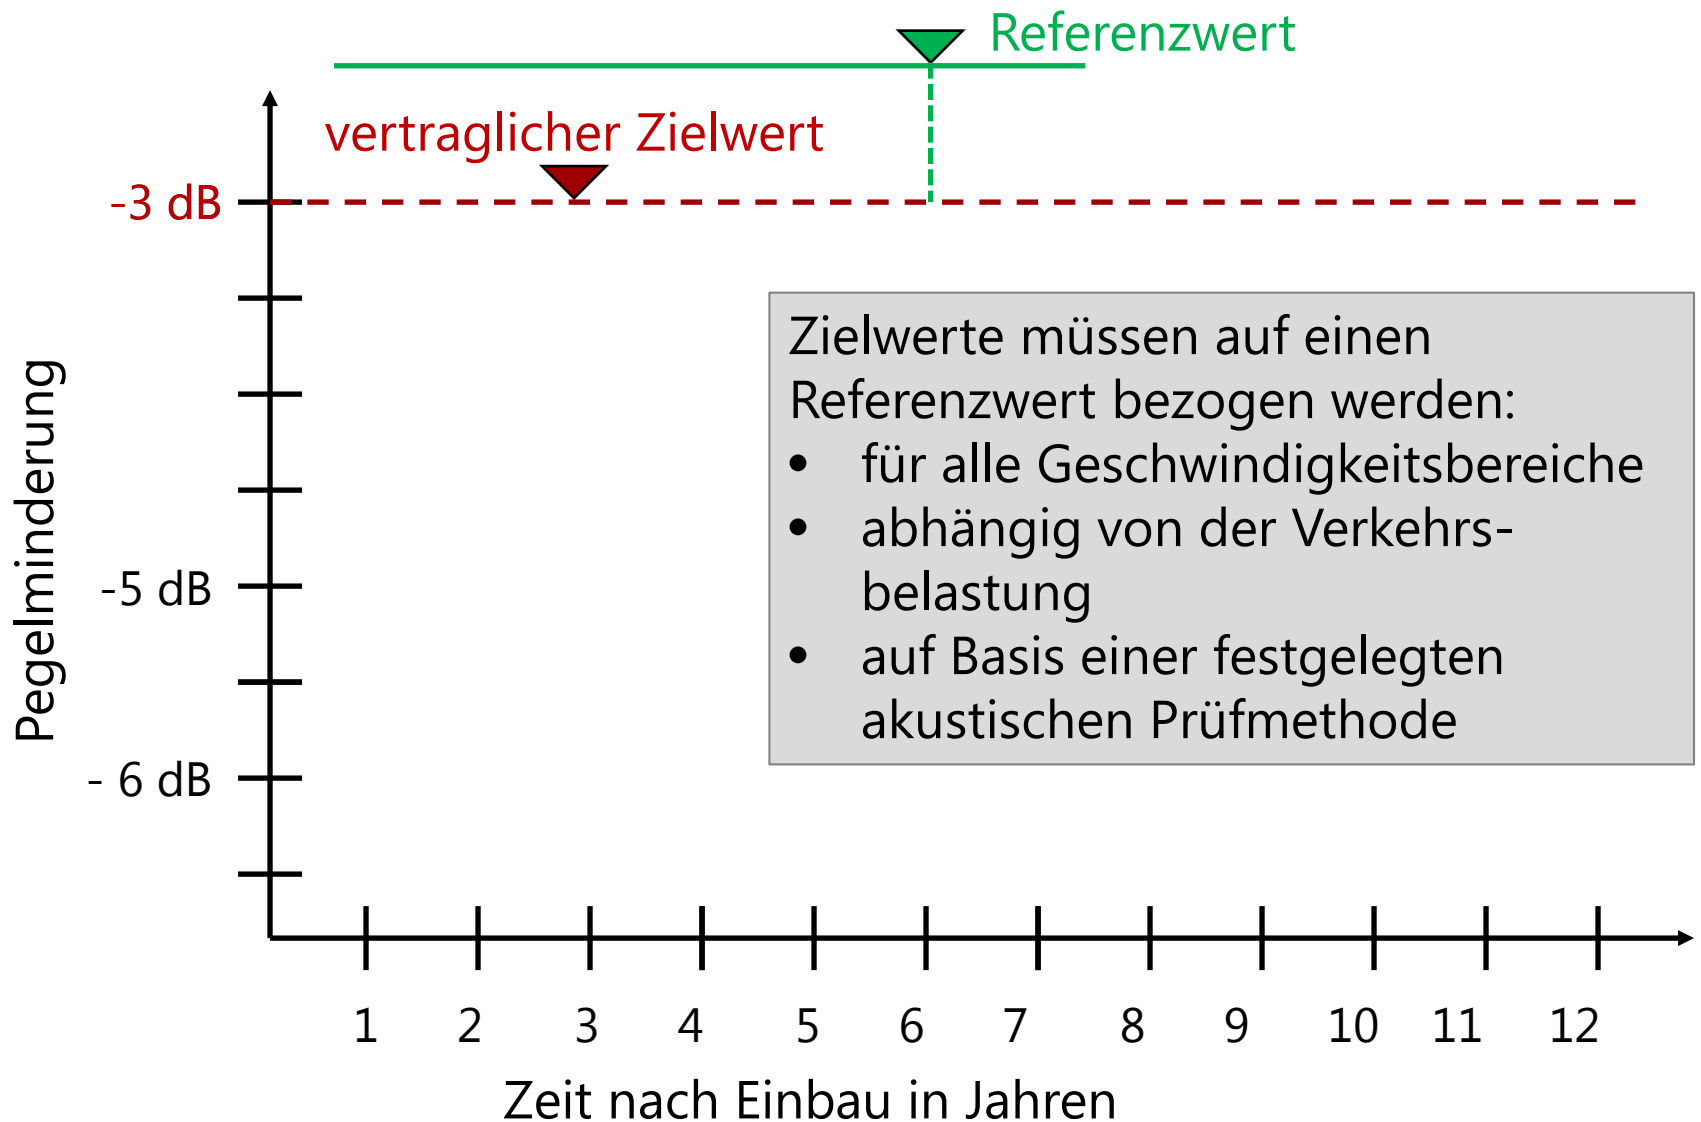 Referenzwert
vertraglicher Zielwert
-3 dB
Zielwerte müssen auf einen
Referenzwert bezogen werden:
• für alle Geschwindigkeitsbereiche
• abhängig von der Verkehrs-
belastung
• auf Basis einer festgelegten
akustischen Prüfmethode
Pegelminderung
-5 dB
- 6 dB
1 2 3 4 5 6 7 8 9 10 11 12
Zeit nach Einbau in Jahren